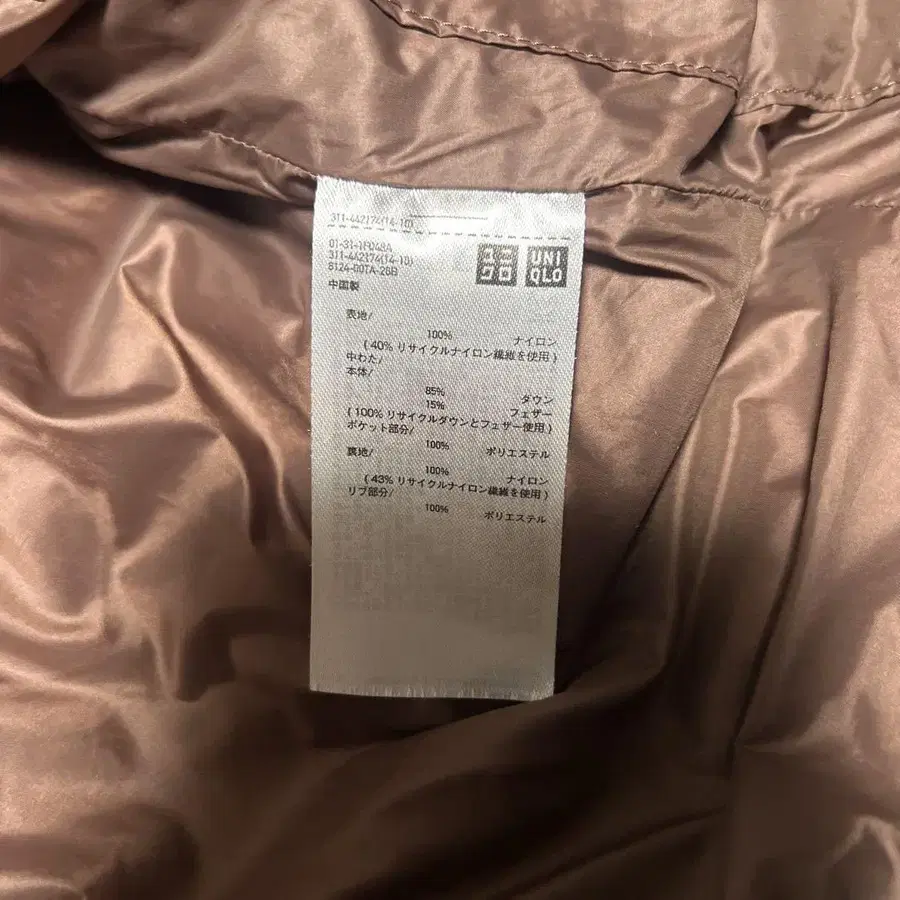 311-442174(14-10)
01-31-1F048A
311-442174(14-10)
8124-00TA-26B
ユニ
クロ
UNI
QLO
中国製
表地/
100% ナイロン
( 40% リサイクルナイロン繊維を使用 )
中わた/
本体/
85% ダウン
15% フェザー
( 100% リサイクルダウンとフェザー使用 )
ポケット部分/
100% ポリエステル
裏地/
100% ナイロン
( 43% リサイクルナイロン繊維を使用 )
リブ部分/
100% ポリエステル